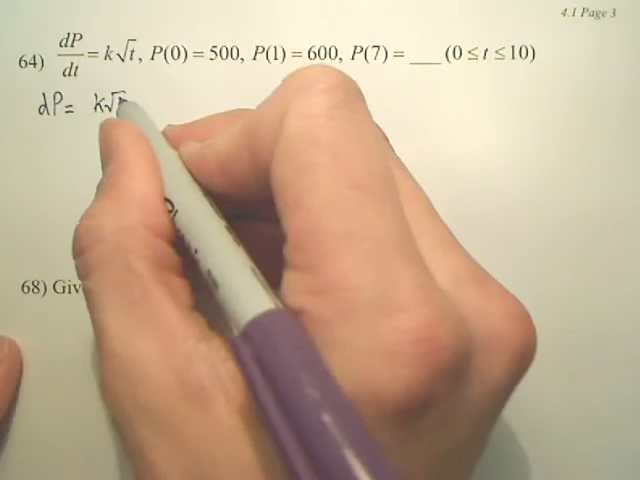 4.1 Page 3
64) dP/dt = k√t, P(0) = 500, P(1) = 600, P(7) = ___ (0 ≤ t ≤ 10)
dP = k√
68) Giv